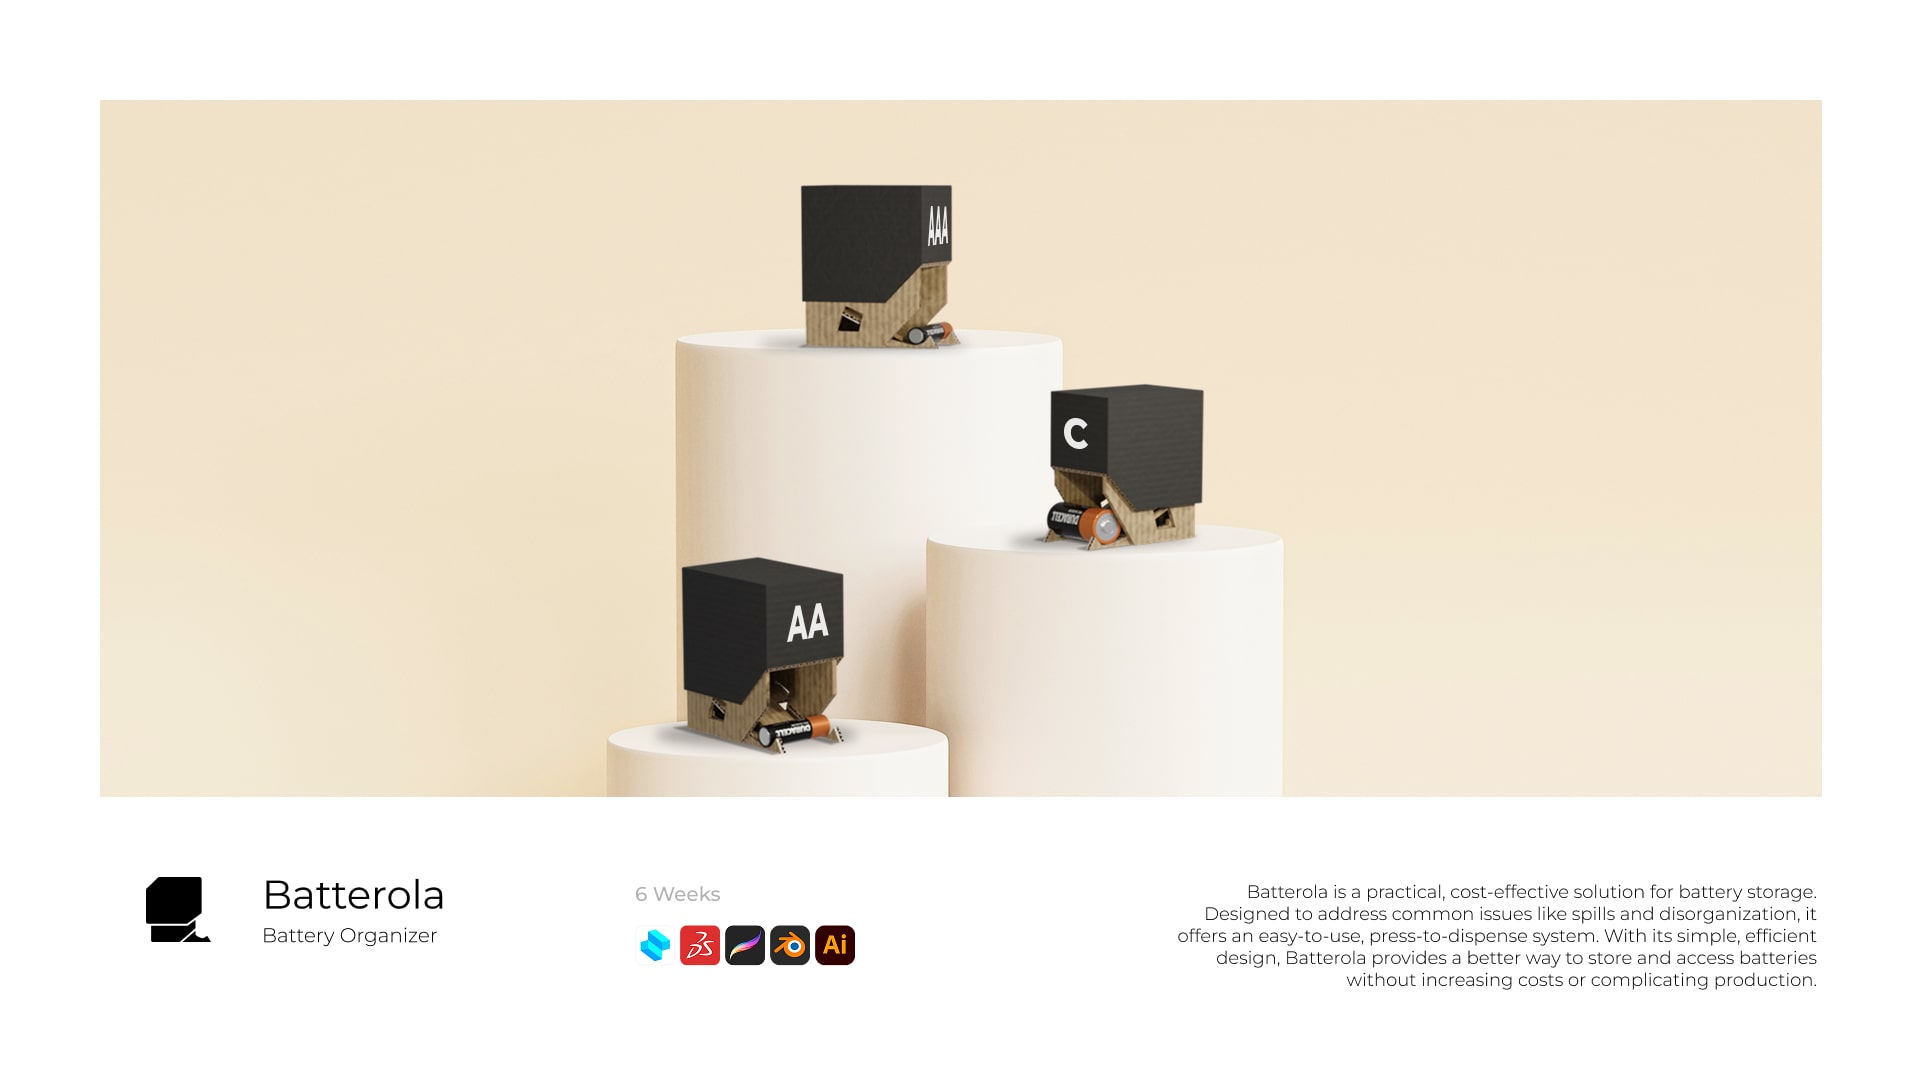 AAA
C
DURACELL
AA
DURACELL
Batterola
Battery Organizer
6 Weeks
Ai
Batterola is a practical, cost-effective solution for battery storage.
Designed to address common issues like spills and disorganization, it
offers an easy-to-use, press-to-dispense system. With its simple, efficient
design, Batterola provides a better way to store and access batteries
without increasing costs or complicating production.